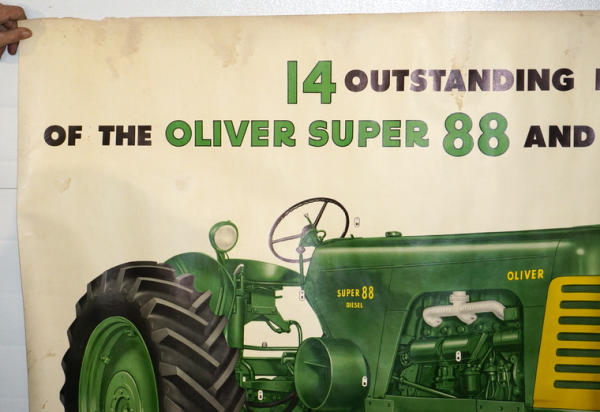 14 OUTSTANDING
OF THE OLIVER SUPER 88 AND
OLIVER
SUPER 88
DIESEL